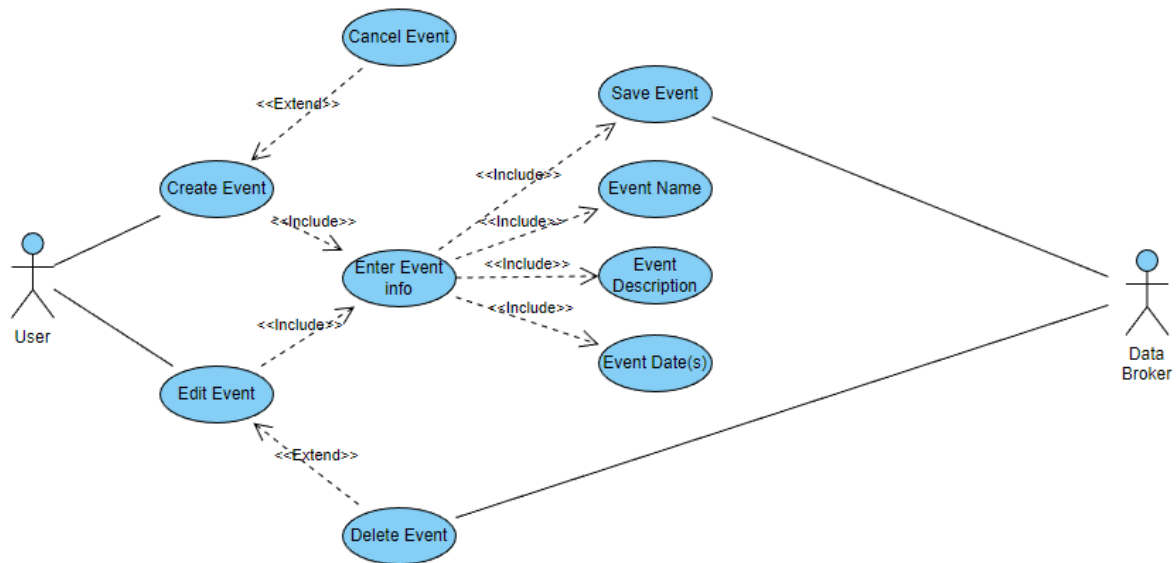 Cancel Event
Save Event
<<Extend>>
<<Include>>
Create Event
Event Name
<<Include>>
<<Include>>
Enter Event
info
<<Include>>
Event
Description
User
<<Include>>
<<Include>>
Event Date(s)
Data
Broker
Edit Event
<<Extend>>
Delete Event